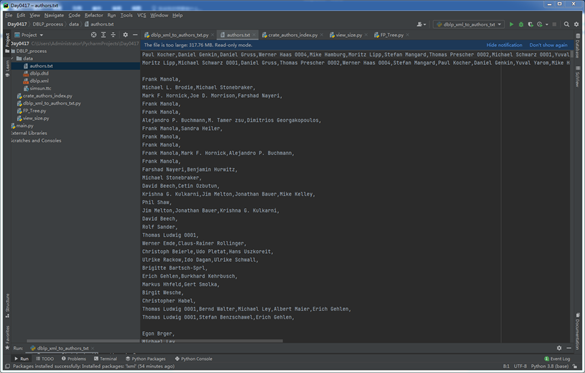 Day0417 – authors.txt
File Edit View Navigate Code Refactor Run Tools VCS Window Help
Day0417 DBLP_process data authors.txt
dblp_xml_to_authors_txt
Project
dblp_xml_to_authors_txt.py authors.txt crate_authors_index.py view_size.py FP_Tree.py
The file is too large: 317.76 MB. Read-only mode. Hide notification Don't show again
Day0417
DBLP_process
data
authors.txt
dblp.dtd
dblp.xml
simsun.ttc
crate_authors_index.py
dblp_xml_to_authors_txt.py
FP_Tree.py
view_size.py
main.py
External Libraries
Scratches and Consoles
Paul Kocher,Daniel Genkin,Daniel Gruss,Werner Haas 0004,Mike Hamburg,Moritz Lipp,Stefan Mangard,Thomas Prescher 0002,Michael Schwarz 0001,Yuval
Moritz Lipp,Michael Schwarz 0001,Daniel Gruss,Thomas Prescher 0002,Werner Haas 0004,Stefan Mangard,Paul Kocher,Daniel Genkin,Yuval Yarom,Mike H
Frank Manola,
Michael L. Brodie,Michael Stonebraker,
Mark F. Hornick,Joe D. Morrison,Farshad Nayeri,
Frank Manola,
Frank Manola,
Alejandro P. Buchmann,M. Tamer Özsu,Dimitrios Georgakopoulos,
Frank Manola,Sandra Heiler,
Frank Manola,
Frank Manola,
Frank Manola,Mark F. Hornick,Alejandro P. Buchmann,
Frank Manola,
Farshad Nayeri,Benjamin Hurwitz,
Michael Stonebraker,
David Beech,Cetin Ozbutun,
Krishna G. Kulkarni,Jim Melton,Jonathan Bauer,Mike Kelley,
Phil Shaw,
Jim Melton,Jonathan Bauer,Krishna G. Kulkarni,
David Beech,
Rolf Sander,
Thomas Ludwig 0001,
Werner Emde,Claus-Rainer Rollinger,
Christoph Beierle,Udo Pletat,Hans Uszkoreit,
Ulrike Rackow,Ido Dagan,Ulrike Schwall,
Brigitte Bartsch-Sprl,
Erich Gehlen,Burkhard Kehrbusch,
Markus Höhfeld,Gert Smolka,
Birgit Wesche,
Christopher Habel,
Thomas Ludwig 0001,Bernd Walter,Michael Ley,Albert Maier,Erich Gehlen,
Thomas Ludwig 0001,Stefan Benzschawel,Erich Gehlen,
Egon Brger,
Michael Ley,
Structure
Favorites
Database
SciView
Documentation
Run: dblp_xml_to_authors_txt
Run TODO Problems Terminal Python Packages Python Console Event Log
Packages installed successfully: Installed packages: 'lxml' (54 minutes ago) 8:1 UTF-8 Python 3.8 (base)